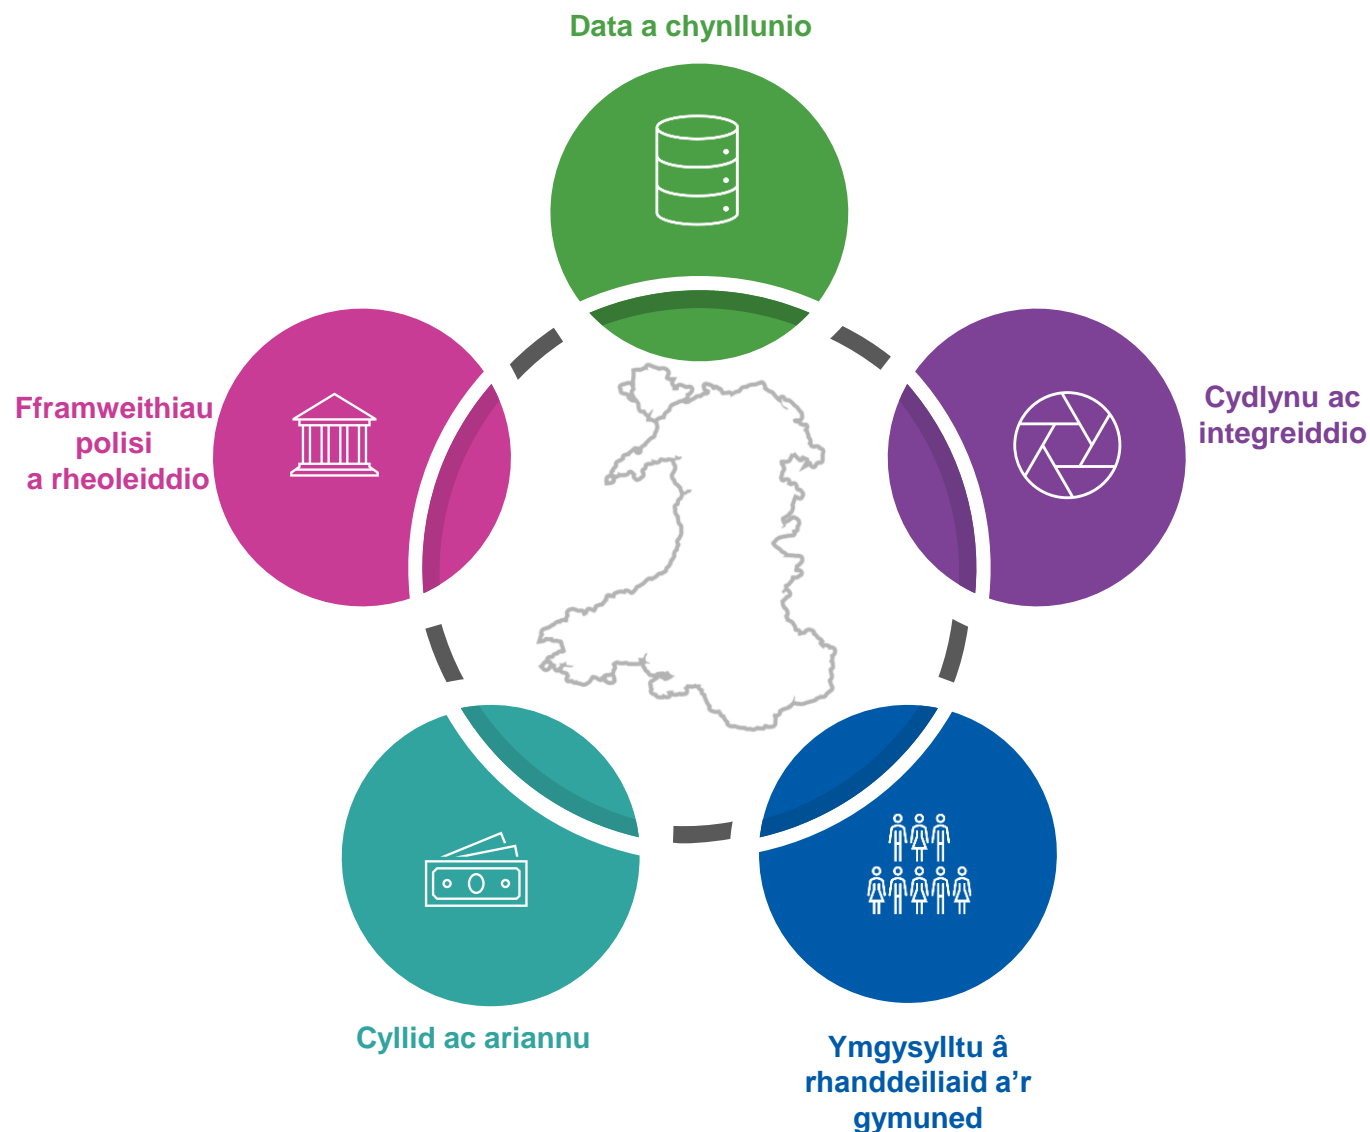 Data a chynllunio
Cydlynu ac
integreiddio
Ymgysylltu â
rhanddeiliaid a’r
gymuned
Cyllid ac ariannu
Fframweithiau
polisi
a rheoleiddio